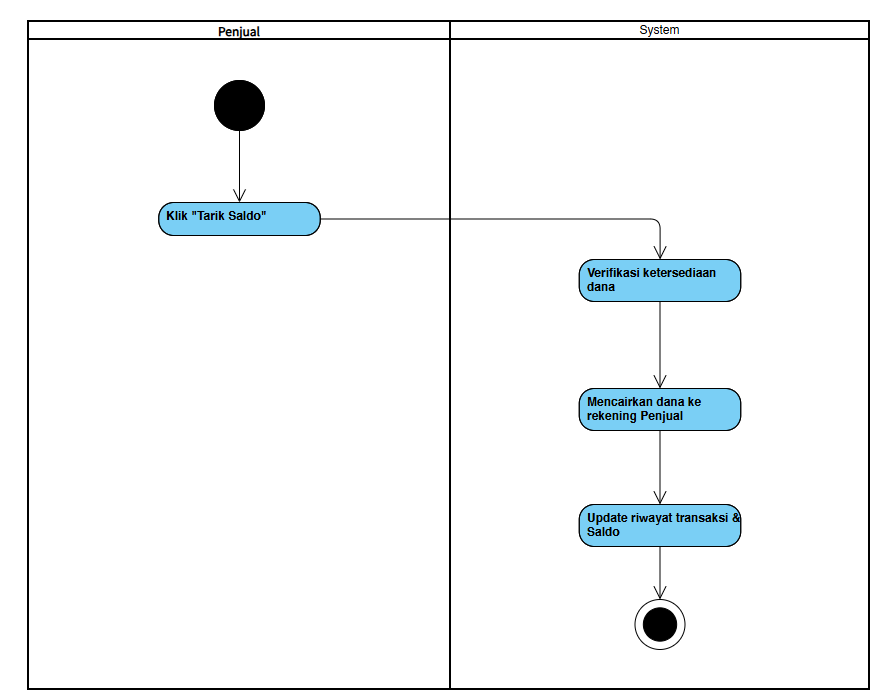 Penjual
System
Klik "Tarik Saldo"
Verifikasi ketersediaan
dana
Mencairkan dana ke
rekening Penjual
Update riwayat transaksi &
Saldo